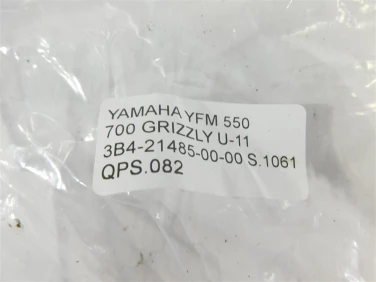 YAMAHA YFM 550
700 GRIZZLY U-11
3B4-21485-00-00 S.1061
QPS.082